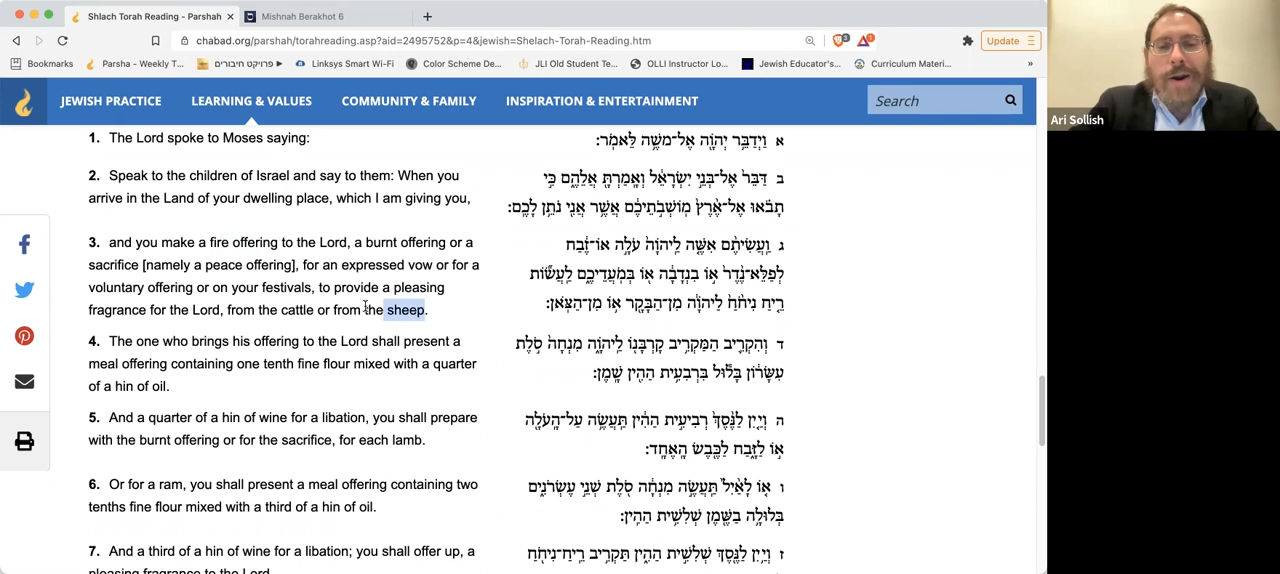 Shlach Torah Reading - Parshah
Mishnah Berakhot 6
chabad.org/parshah/torahreading.asp?aid=2495752&p=4&jewish=Shelach-Torah-Reading.htm
3
1
Update
Bookmarks
Parsha - Weekly T...
פרוייקט חיבורים
Linksys Smart Wi-Fi
Color Scheme De...
JLI Old Student Te...
OLLI Instructor Lo...
Jewish Educator's...
Curriculum Materi...
»
JEWISH PRACTICE
LEARNING & VALUES
COMMUNITY & FAMILY
INSPIRATION & ENTERTAINMENT
Search
Ari Sollish
1. The Lord spoke to Moses saying:
2. Speak to the children of Israel and say to them: When you
arrive in the Land of your dwelling place, which I am giving you,
3. and you make a fire offering to the Lord, a burnt offering or a
sacrifice [namely a peace offering], for an expressed vow or for a
voluntary offering or on your festivals, to provide a pleasing
fragrance for the Lord, from the cattle or from the sheep.
4. The one who brings his offering to the Lord shall present a
meal offering containing one tenth fine flour mixed with a quarter
of a hin of oil.
5. And a quarter of a hin of wine for a libation, you shall prepare
with the burnt offering or for the sacrifice, for each lamb.
6. Or for a ram, you shall present a meal offering containing two
tenths fine flour mixed with a third of a hin of oil.
7. And a third of a hin of wine for a libation; you shall offer up, a
pleasing fragrance to the Lord.
א וַיְדַבֵּ֥ר יְהֹוָ֖ה אֶל־משֶׁ֥ה לֵּאמֹֽר:
ב דַּבֵּר֙ אֶל־בְּנֵ֣י יִשְׂרָאֵ֔ל וְאָֽמַרְתָּ֖ אֲלֵהֶ֑ם כִּ֣י
תָבֹ֗אוּ אֶל־אֶ֨רֶץ֙ מֽוֹשְׁבֹ֣תֵיכֶ֔ם אֲשֶׁ֥ר אֲנִ֖י נֹתֵ֥ן לָכֶֽם:
ג וַֽעֲשִׂיתֶ֨ם אִשֶּׁ֤ה לַֽיהֹוָה֙ עֹלָ֣ה אוֹ־זֶ֔בַח
לְפַלֵּא־נֶ֨דֶר֙ א֣וֹ בִנְדָבָ֔ה א֖וֹ בְּמֹֽעֲדֵיכֶ֑ם לַֽעֲשׂ֞וֹת
רֵ֤יחַ נִיחֹ֨חַ֙ לַֽיהֹוָ֔ה מִן־הַבָּקָ֖ר א֥וֹ מִן־הַצֹּֽאן:
ד וְהִקְרִ֛יב הַמַּקְרִ֥יב קָרְבָּנ֖וֹ לַֽיהֹוָ֑ה מִנְחָה֙ סֹ֣לֶת
עִשָּׂר֔וֹן בָּל֕וּל בִּרְבִעִ֥ית הַהִ֖ין שָֽׁמֶן:
ה וְיַ֤יִן לַנֶּ֨סֶךְ֙ רְבִיעִ֣ית הַהִ֔ין תַּֽעֲשֶׂ֥ה עַל־הָֽעֹלָ֖ה
א֣וֹ לַזָּ֑בַח לַכֶּ֖בֶשׂ הָֽאֶחָֽד:
ו א֤וֹ לָאַ֨יִל֙ תַּֽעֲשֶׂ֣ה מִנְחָ֔ה סֹ֖לֶת שְׁנֵ֣י עֶשְׂרֹנִ֑ים
בְּלוּלָ֥ה בַשֶּׁ֖מֶן שְׁלִשִׁ֥ית הַהִֽין:
ז וְיַ֥יִן לַנֶּ֖סֶךְ שְׁלִשִׁ֣ית הַהִ֑ין תַּקְרִ֥יב רֵֽיחַ־נִיחֹ֖חַ